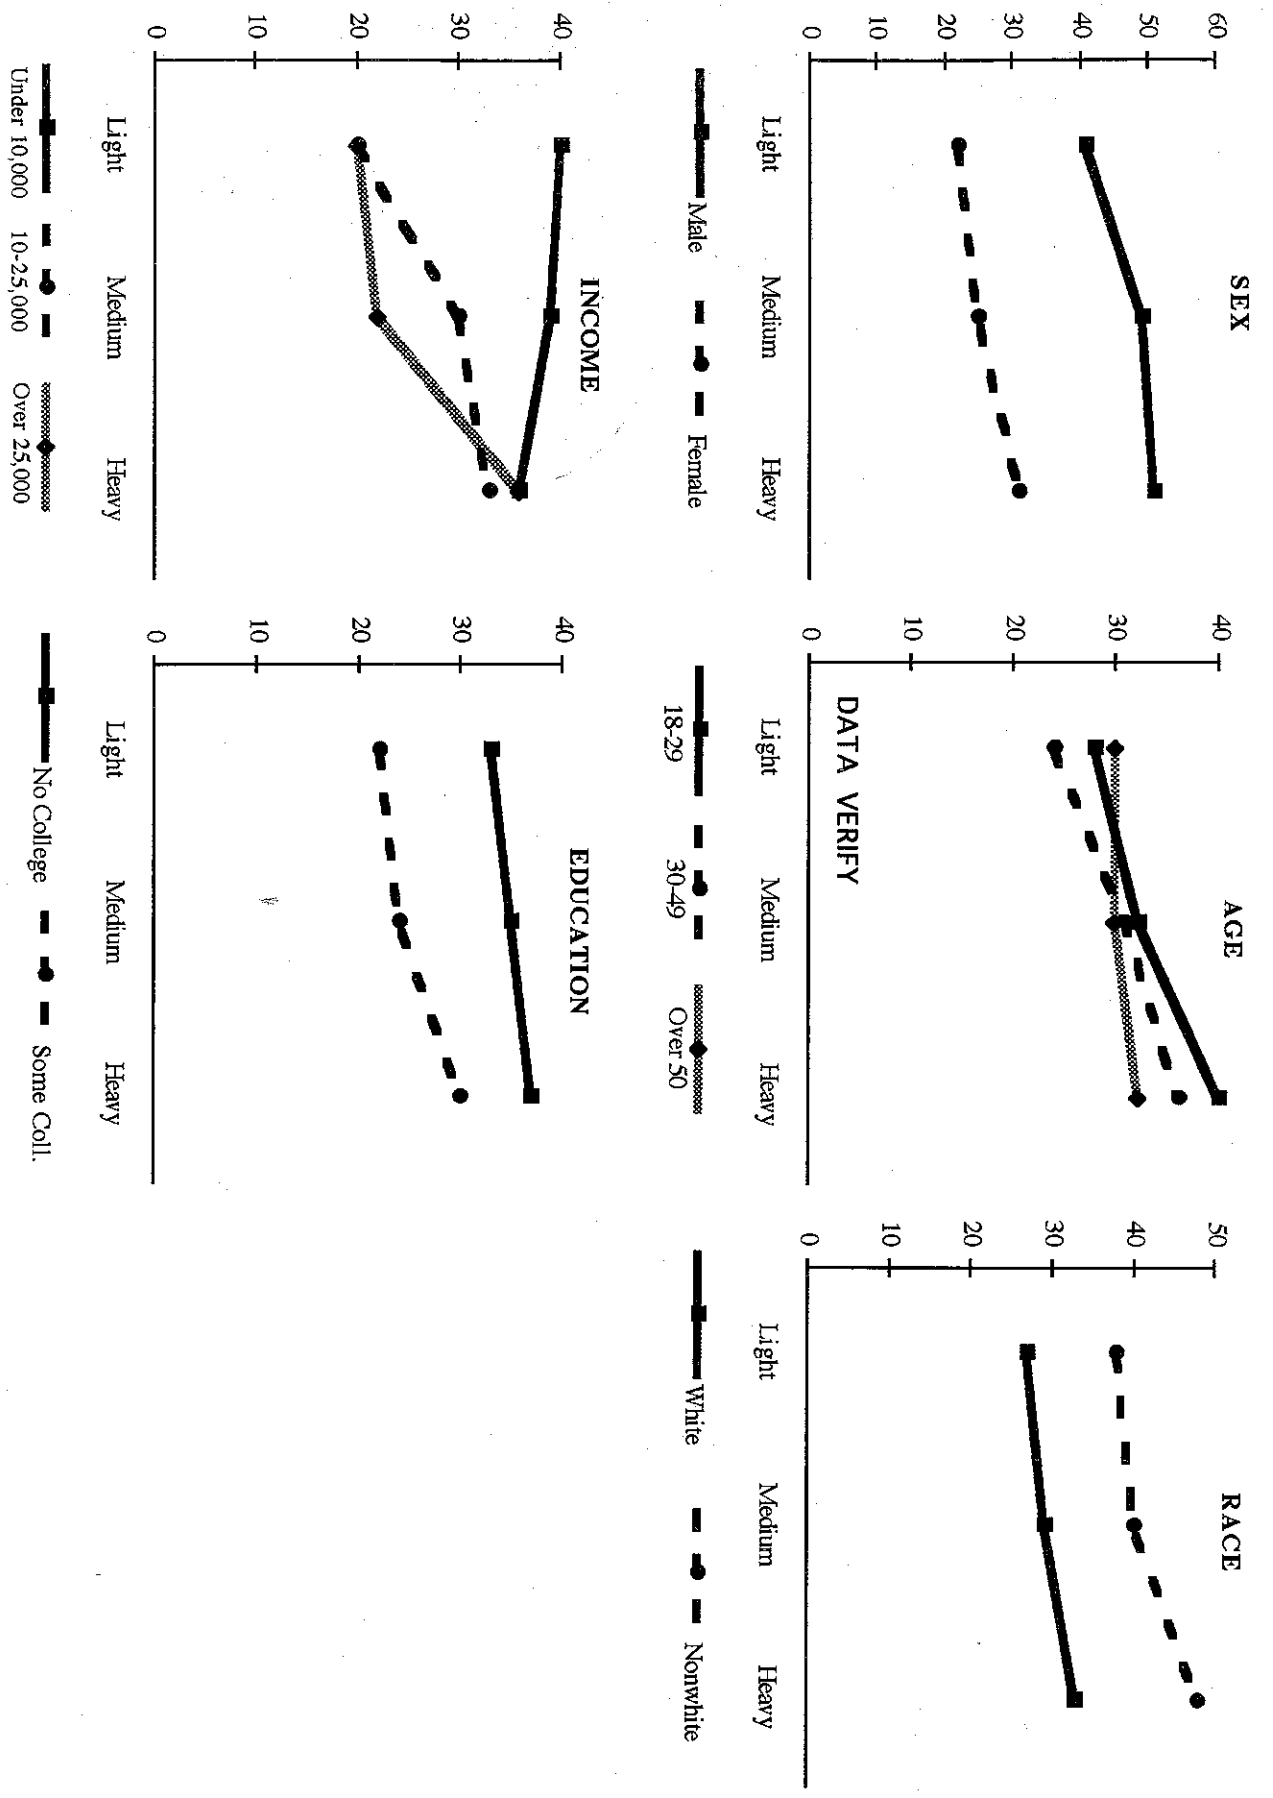 SEX
60
50
40
30
20
10
0
Light Medium Heavy
Male Female
AGE
40
30
20
10
0
DATA VERIFY
Light Medium Heavy
18-29 30-49 Over 50
RACE
50
40
30
20
10
0
Light Medium Heavy
White Nonwhite
INCOME
40
30
20
10
0
Light Medium Heavy
Under 10,000 10-25,000 Over 25,000
EDUCATION
40
30
20
10
0
Light Medium Heavy
No College Some Coll.